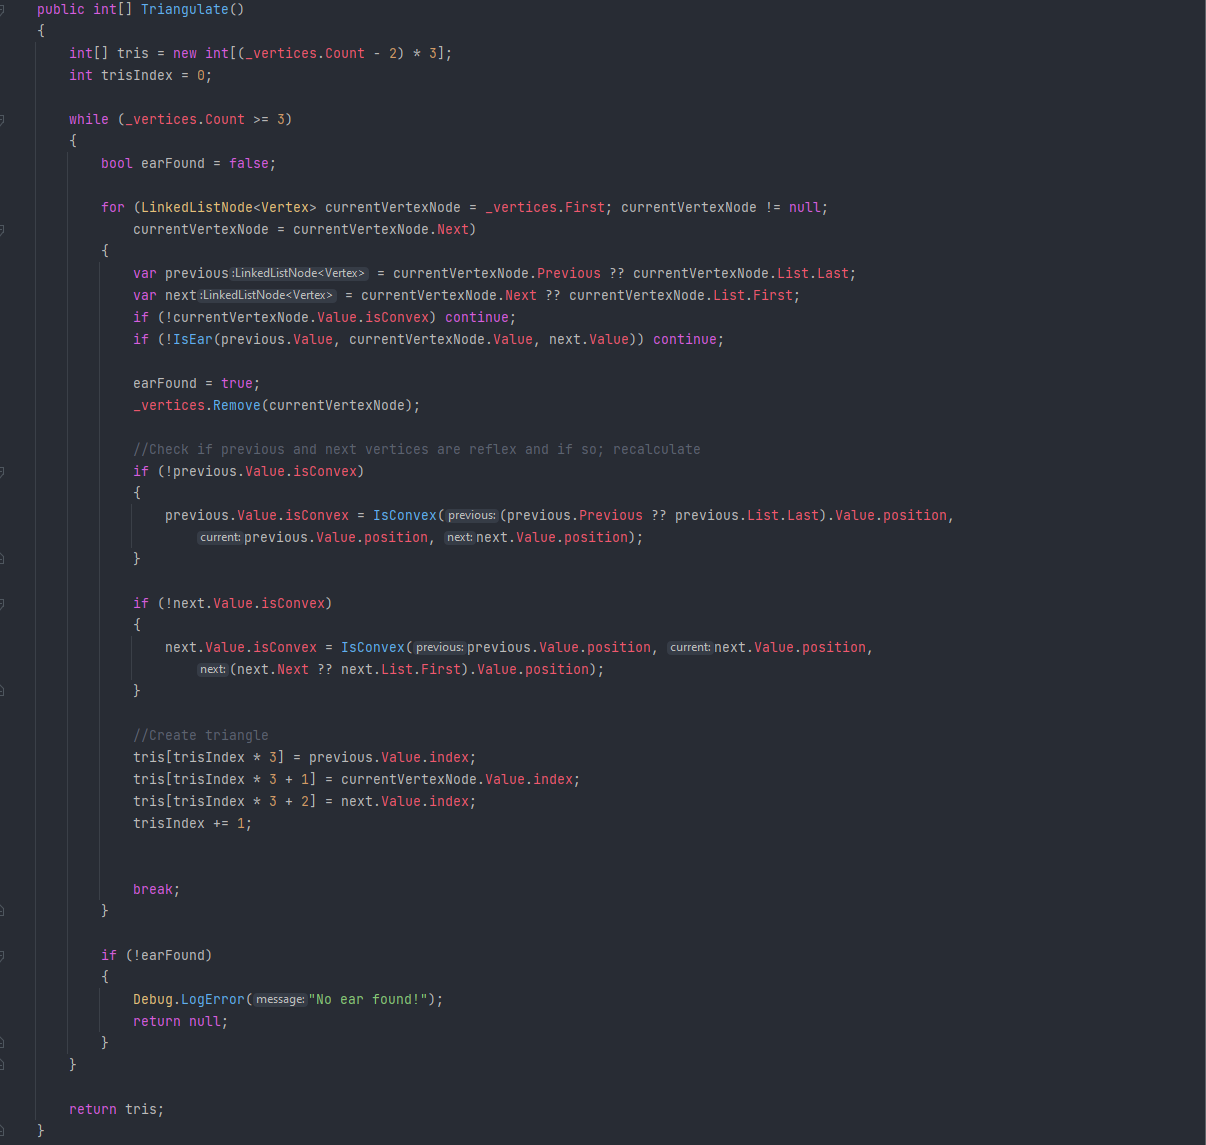 public int[] Triangulate()
{
int[] tris = new int[(_vertices.Count - 2) * 3];
int trisIndex = 0;
while (_vertices.Count >= 3)
{
bool earFound = false;
for (LinkedListNode<Vertex> currentVertexNode = _vertices.First; currentVertexNode != null;
currentVertexNode = currentVertexNode.Next)
{
var previous :LinkedListNode<Vertex> = currentVertexNode.Previous ?? currentVertexNode.List.Last;
var next :LinkedListNode<Vertex> = currentVertexNode.Next ?? currentVertexNode.List.First;
if (!currentVertexNode.Value.isConvex) continue;
if (!IsEar(previous.Value, currentVertexNode.Value, next.Value)) continue;
earFound = true;
_vertices.Remove(currentVertexNode);
//Check if previous and next vertices are reflex and if so; recalculate
if (!previous.Value.isConvex)
{
previous.Value.isConvex = IsConvex( previous: (previous.Previous ?? previous.List.Last).Value.position,
current: previous.Value.position, next: next.Value.position);
}
if (!next.Value.isConvex)
{
next.Value.isConvex = IsConvex( previous: previous.Value.position, current: next.Value.position,
next: (next.Next ?? next.List.First).Value.position);
}
//Create triangle
tris[trisIndex * 3] = previous.Value.index;
tris[trisIndex * 3 + 1] = currentVertexNode.Value.index;
tris[trisIndex * 3 + 2] = next.Value.index;
trisIndex += 1;
break;
}
if (!earFound)
{
Debug.LogError( message: "No ear found!");
return null;
}
}
return tris;
}